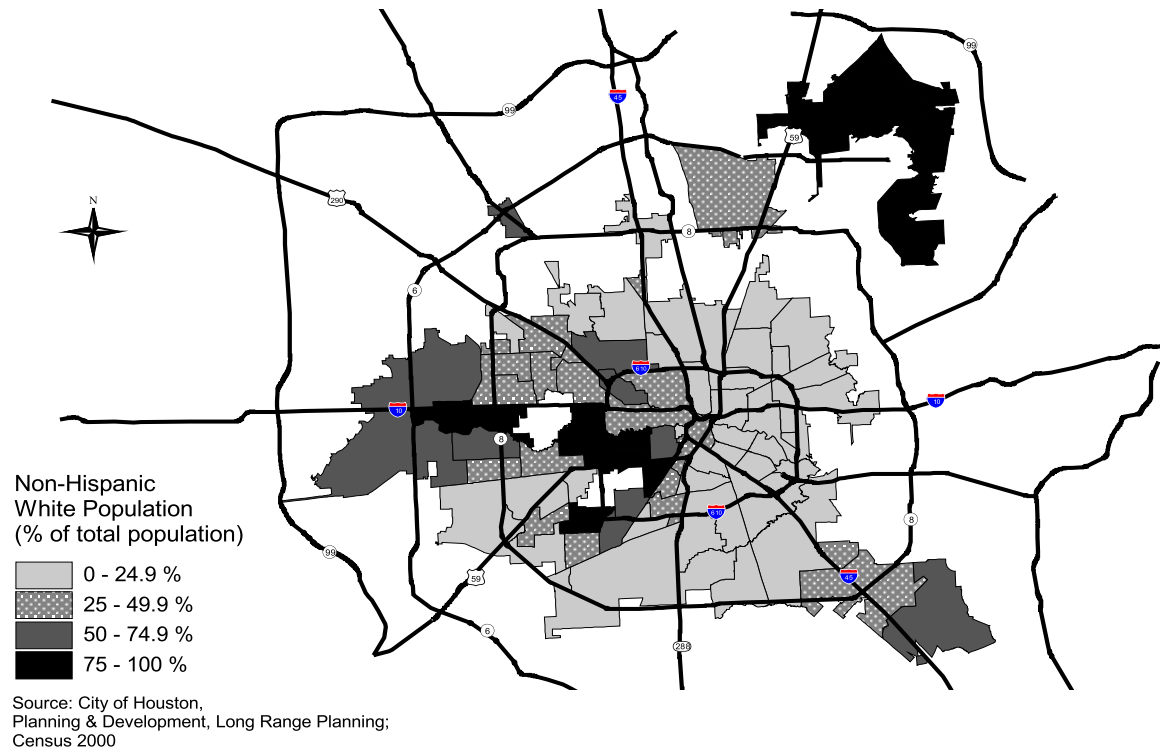 99
45
59
99
290
N
8
6
610
10
10
8
Non-Hispanic
White Population
(% of total population)
610
8
99
59
45
0 - 24.9 %
25 - 49.9 %
50 - 74.9 %
75 - 100 %
6
288
Source: City of Houston,
Planning & Development, Long Range Planning;
Census 2000